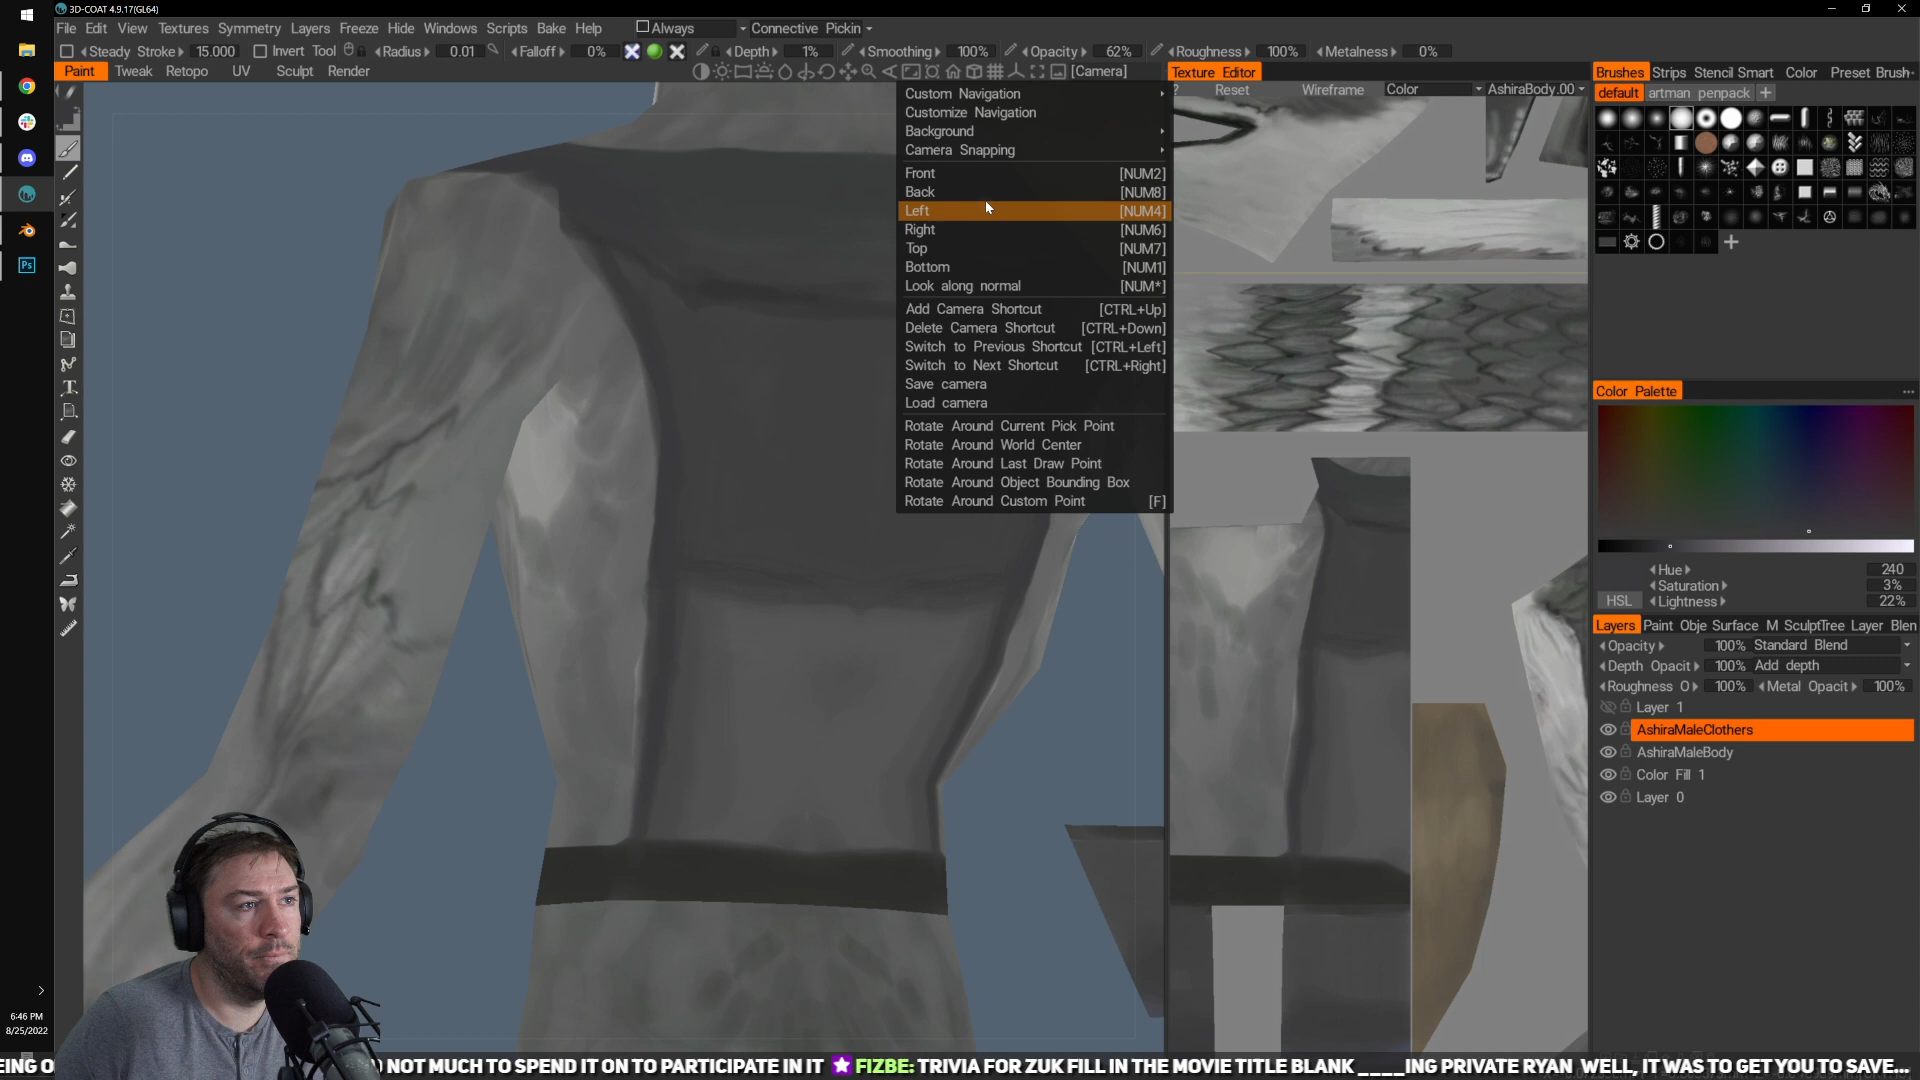 3D-COAT 4.9.17(GL64)
File Edit View Textures Symmetry Layers Freeze Hide Windows Scripts Bake Help Always Connective Pickin
Steady Stroke 15.000 Invert Tool Radius 0.01 Falloff 0% Depth 1% Smoothing 100% Opacity 62% Roughness 100% Metalness 0%
Paint Tweak Retopo UV Sculpt Render [Camera]
Texture Editor
? Reset Wireframe Color AshiraBody.00
Custom Navigation
Customize Navigation
Background
Camera Snapping
Front [NUM2]
Back [NUM8]
Left [NUM4]
Right [NUM6]
Top [NUM7]
Bottom [NUM1]
Look along normal [NUM*]
Add Camera Shortcut [CTRL+Up]
Delete Camera Shortcut [CTRL+Down]
Switch to Previous Shortcut [CTRL+Left]
Switch to Next Shortcut [CTRL+Right]
Save camera
Load camera
Rotate Around Current Pick Point
Rotate Around World Center
Rotate Around Last Draw Point
Rotate Around Object Bounding Box
Rotate Around Custom Point [F]
Brushes Strips Stencil Smart Color Preset Brush
default artman penpack +
Color Palette
Hue 240
Saturation 3%
HSL Lightness 22%
Layers Paint Obje Surface M SculptTree Layer Blen
Opacity 100% Standard Blend
Depth Opacit 100% Add depth
Roughness O 100% Metal Opacit 100%
Layer 1
AshiraMaleClothers
AshiraMaleBody
Color Fill 1
Layer 0
Ps
6:46 PM
8/25/2022
EING O NOT MUCH TO SPEND IT ON TO PARTICIPATE IN IT FIZBE: TRIVIA FOR ZUK FILL IN THE MOVIE TITLE BLANK ____ING PRIVATE RYAN WELL, IT WAS TO GET YOU TO SAVE...